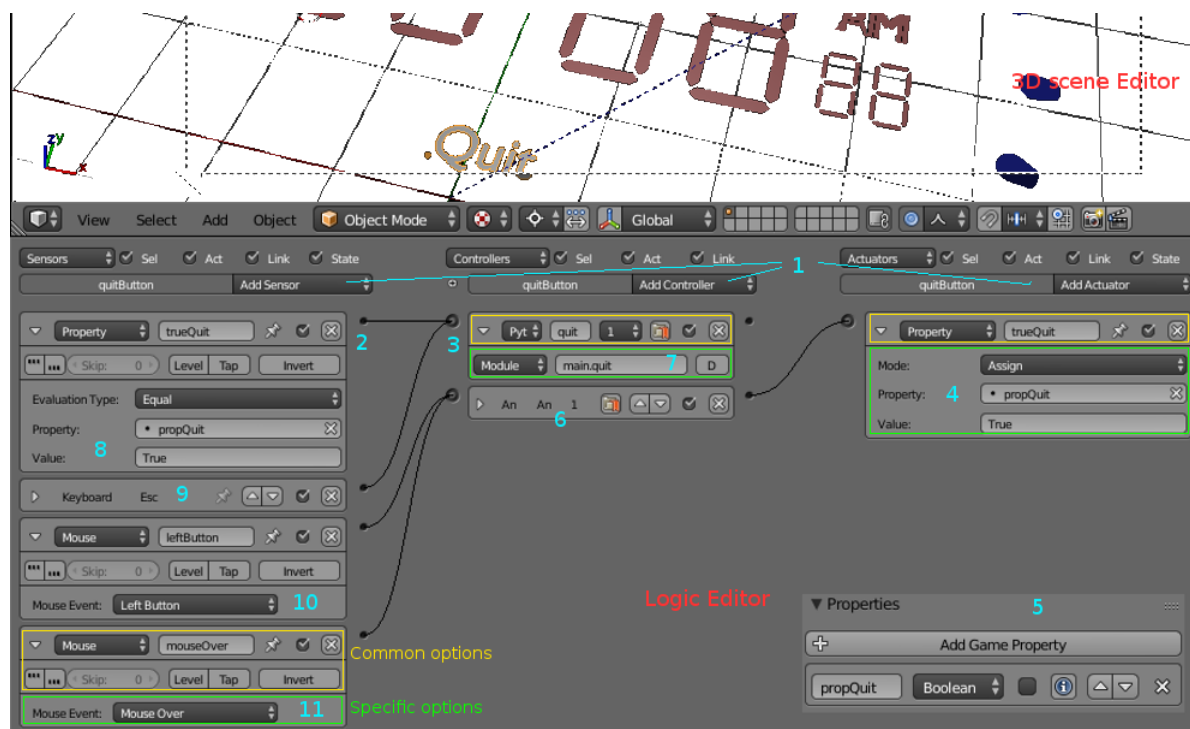 AM
3D scene Editor
.Quit
z y
x
View Select Add Object Object Mode Global
Sensors Sel Act Link State Controllers Sel Act Link Actuators Sel Act Link State
1
quitButton Add Sensor quitButton Add Controller quitButton Add Actuator
Property trueQuit 2 3 Pyt quit 1 Property trueQuit
Skip: 0 Level Tap Invert Module main.quit 7 D Mode: Assign
Evaluation Type: Equal An An 1 Property: 4 propQuit
Property: propQuit 6 Value: True
8
Value: True
Keyboard Esc 9
Mouse leftButton
Skip: 0 Level Tap Invert
Mouse Event: Left Button 10
Logic Editor
Properties 5
Add Game Property
propQuit Boolean
Mouse mouseOver
Common options
Skip: 0 Level Tap Invert
Mouse Event: Mouse Over 11
Specific options